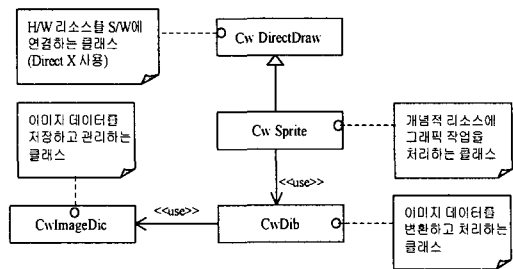 H/W 리소스를 S/W에
연결하는 클래스
(Direct X 사용)
Cw DirectDraw
이미지 데이터를
저장하고 관리하는
클래스
Cw Sprite
개념적 리소스에
그래픽 작업을
처리하는 클래스
<<use>>
<<use>>
CwImageDic
CwDib
이미지 데이터를
변환하고 처리하는
클래스